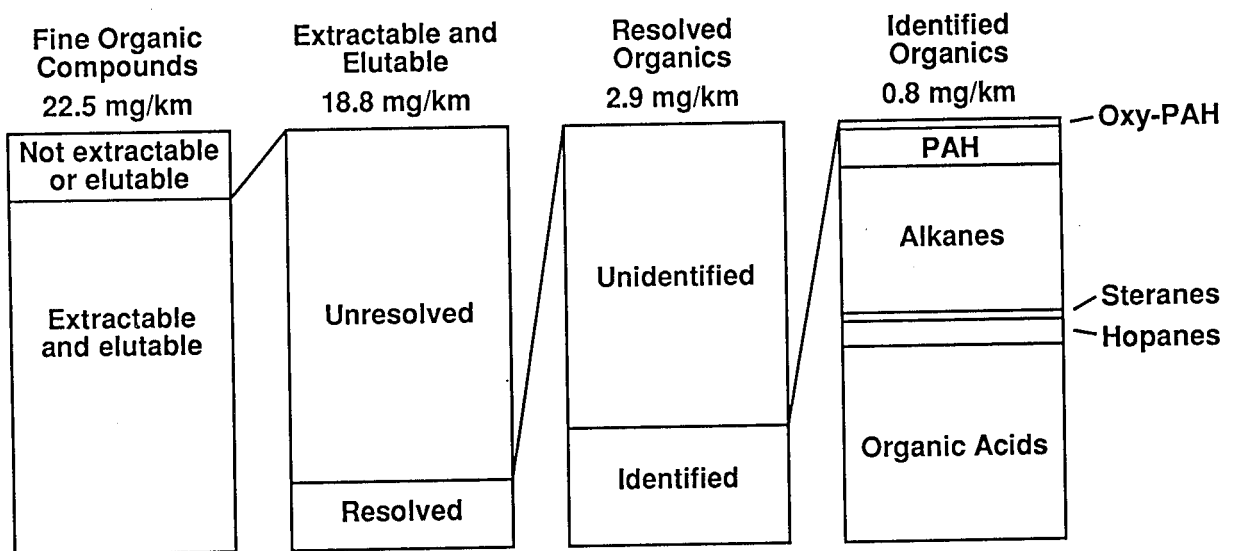 Fine Organic
Compounds
22.5 mg/km
Extractable and
Elutable
18.8 mg/km
Resolved
Organics
2.9 mg/km
Identified
Organics
0.8 mg/km
Not extractable
or elutable
Extractable
and elutable
Unresolved
Resolved
Unidentified
Identified
Oxy-PAH
PAH
Alkanes
Steranes
Hopanes
Organic Acids